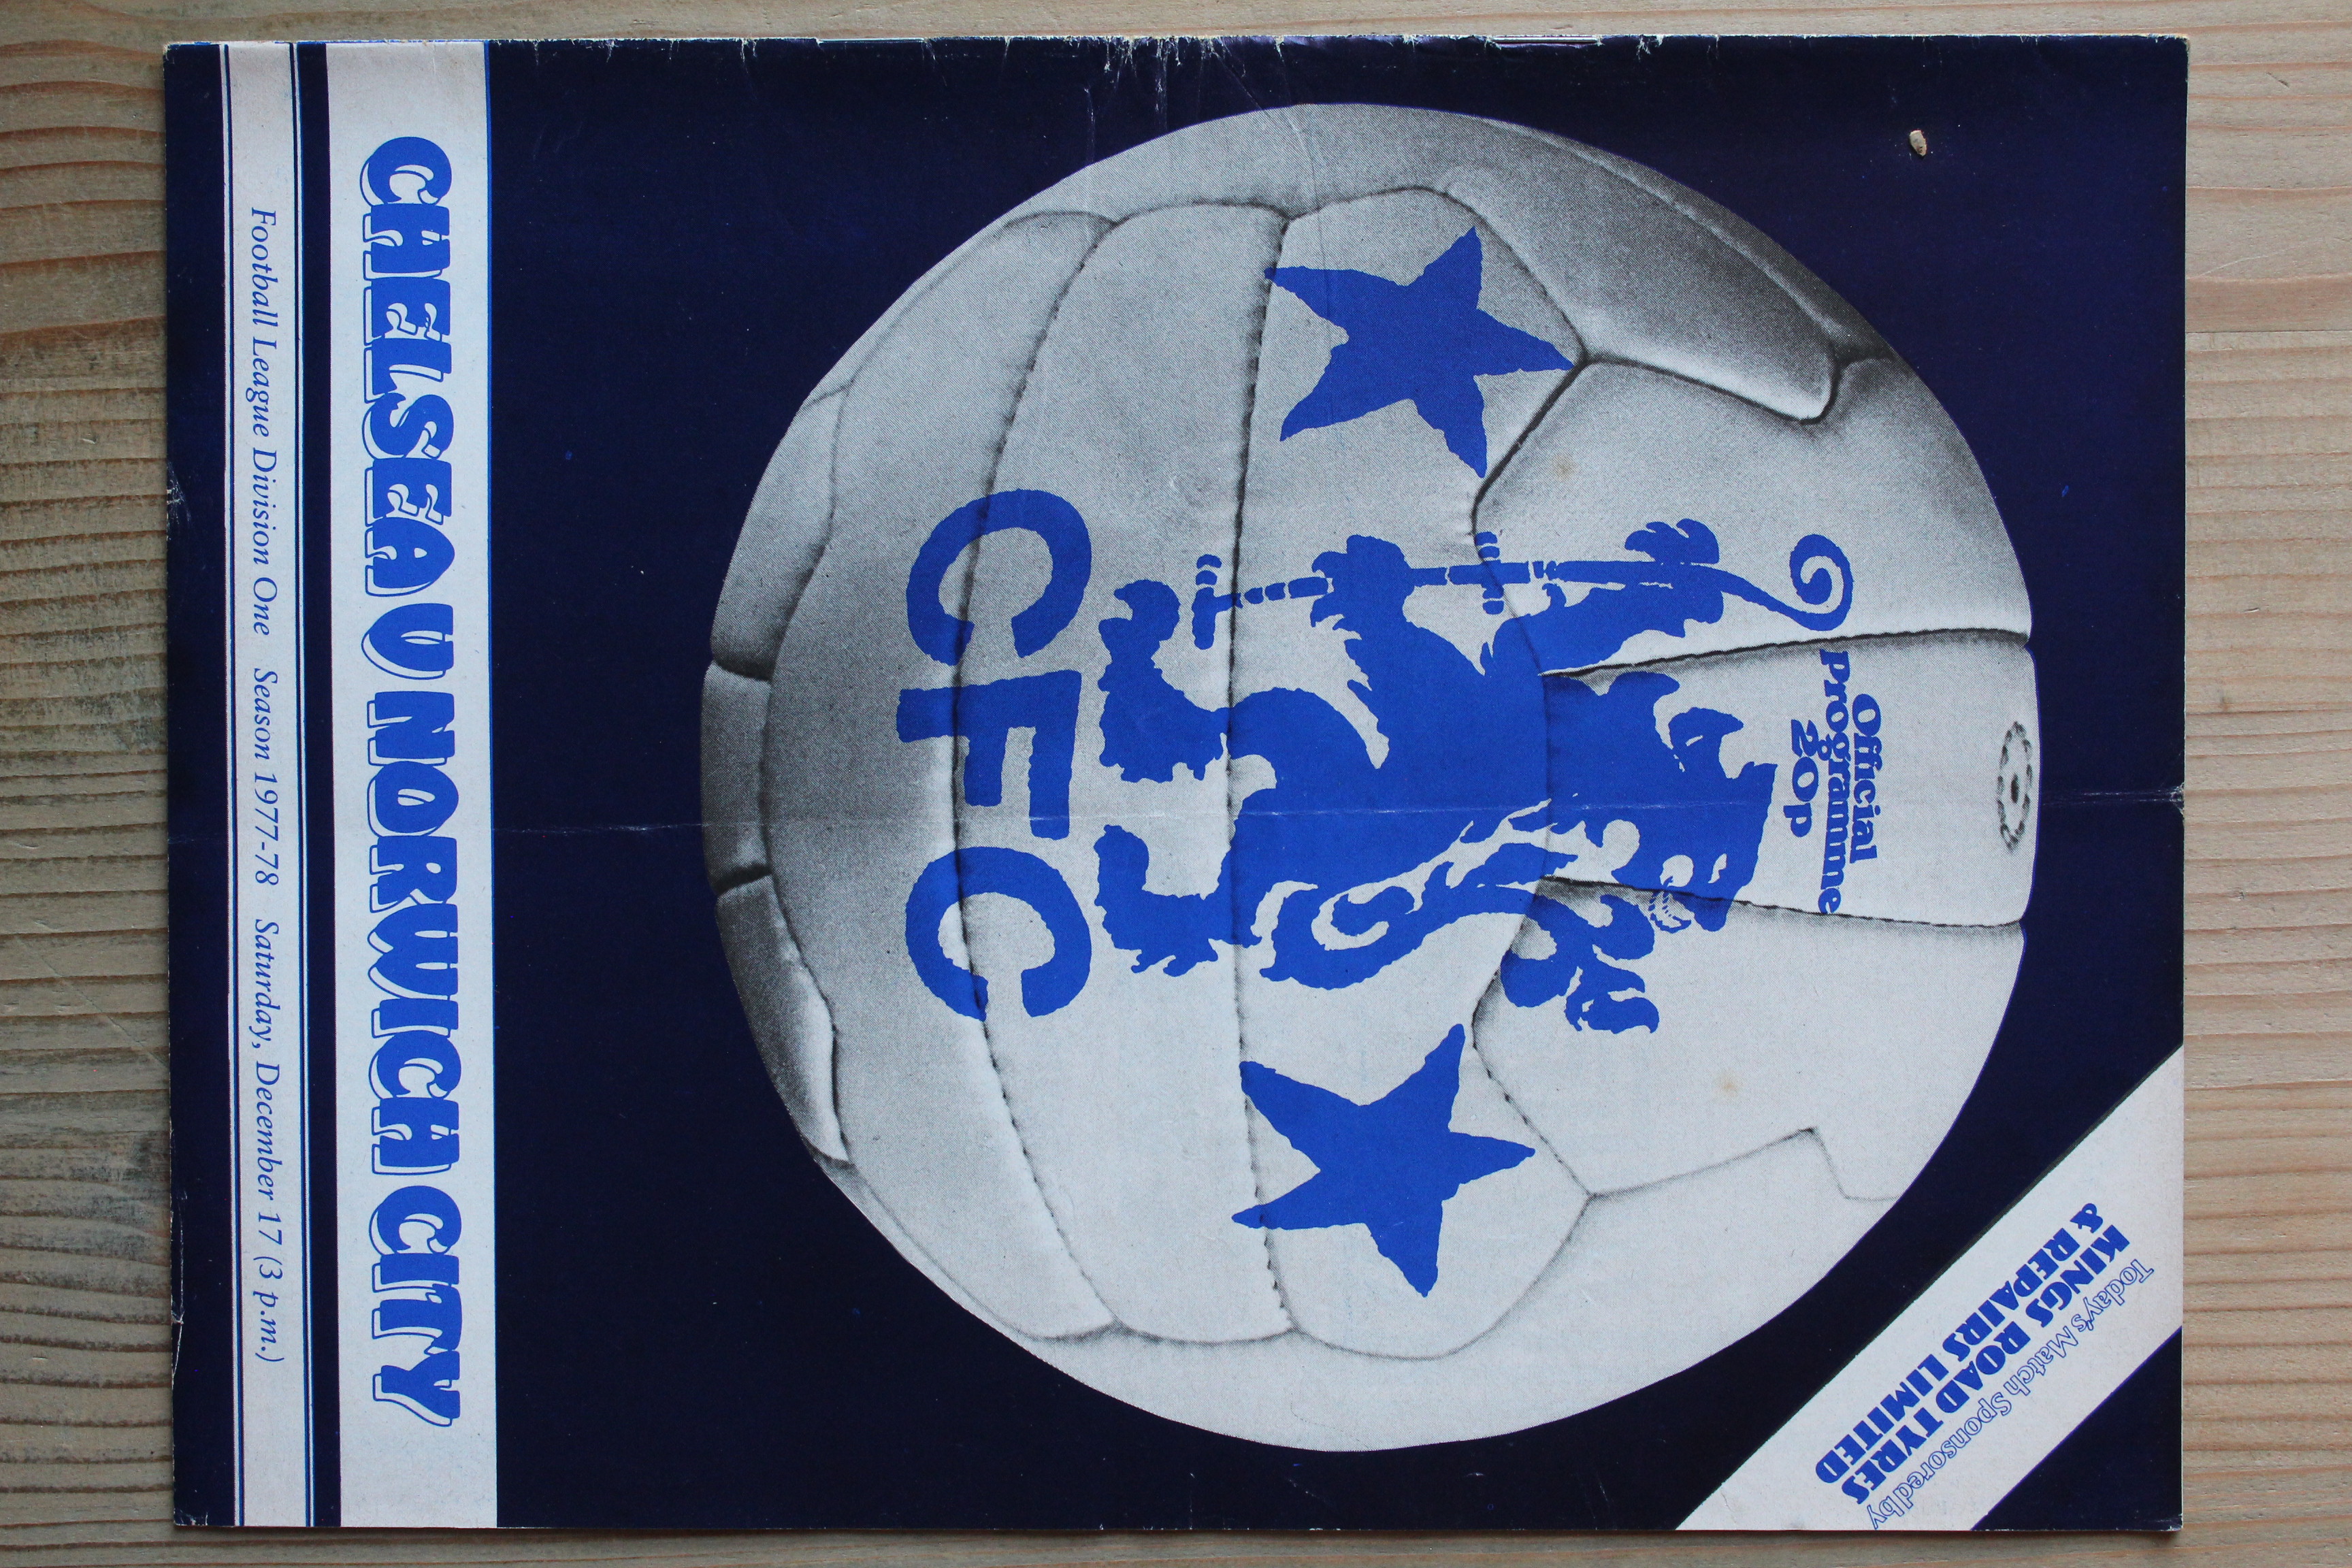 Today's Match Sponsored by
KINGS ROAD TYRES
& REPAIRS LIMITED
Official
Programme
20p
CFC
CHELSEA V NORWICH CITY
Football League Division One Season 1977-78 Saturday, December 17 (3 p.m.)